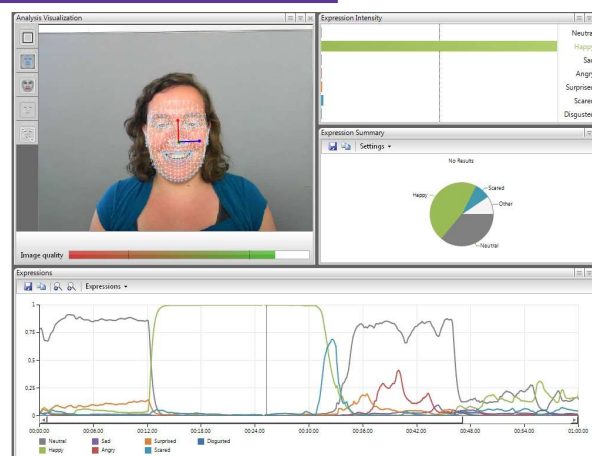 Analysis Visualization
Image quality
Expression Intensity
Neutral
Happy
Sad
Surprised
Scared
Disgusted
Expression Summary
Settings
No Results
Happy
Scared
Other
Neutral
Expressions
Expressions
1
0.75
0.5
0.25
0
00:00.00 00:06.00 00:12.00 00:18.00 00:24.00 00:30.00 00:36.00 00:42.00 00:48.00 00:54.00 01:00.00
Neutral Sad Surprised Disgusted
Happy Angry Scared